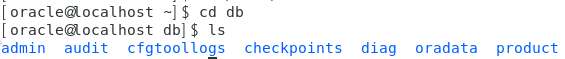 [oracle@localhost ~]$ cd db
[oracle@localhost db]$ ls
admin  audit  cfgtoollogs  checkpoints  diag  oradata  product